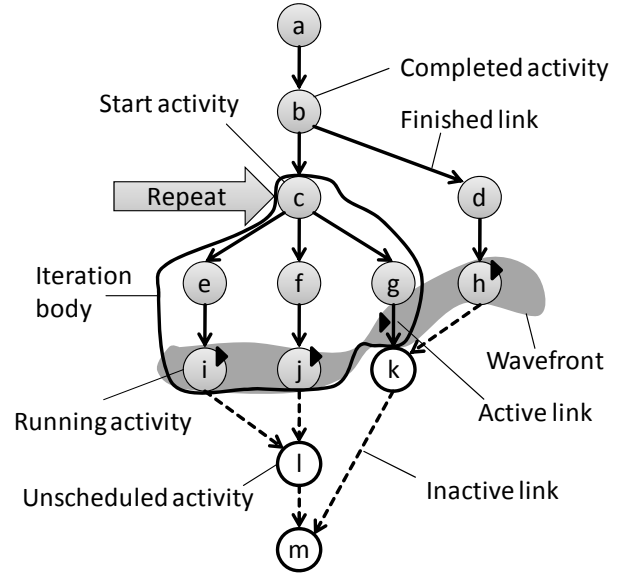 a
Completed activity
Start activity
b
Finished link
Repeat
c
d
Iteration
body
e
f
g
h
i
j
k
Wavefront
Running activity
Active link
l
Unscheduled activity
Inactive link
m